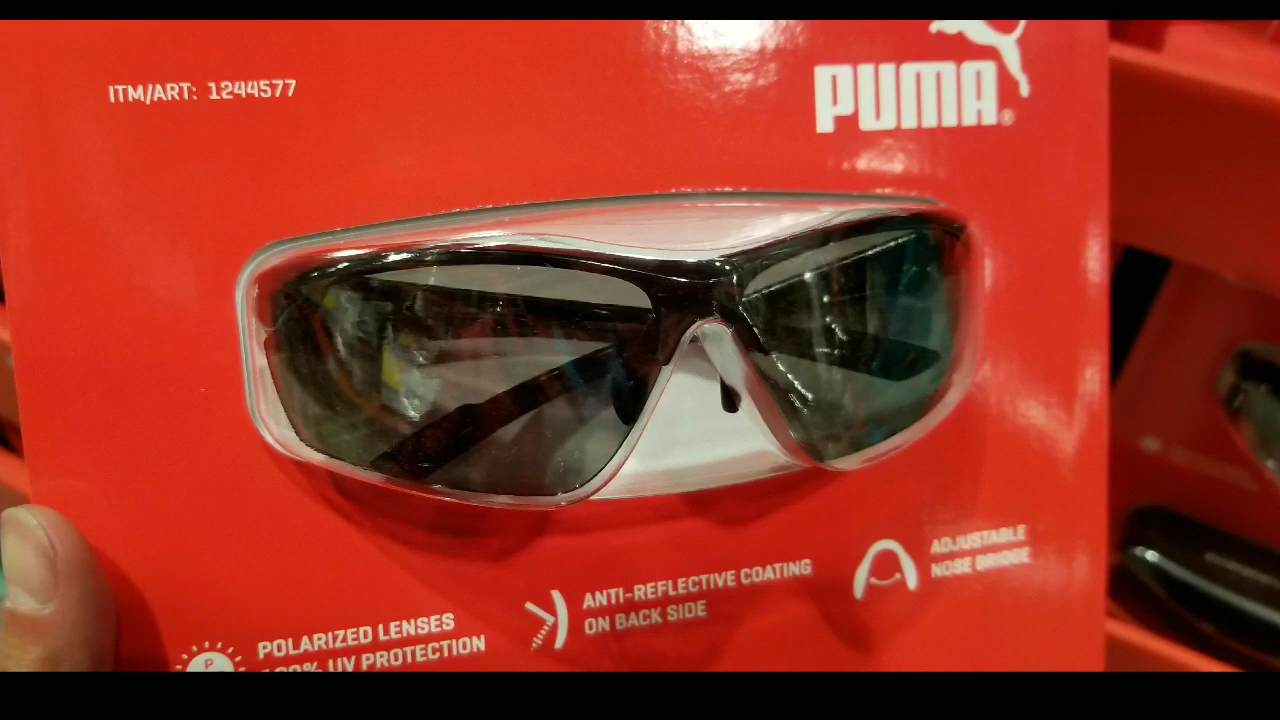 ITM/ART: 1244577
PUMA®
POLARIZED LENSES
UV PROTECTION
ANTI-REFLECTIVE COATING
ON BACK SIDE
ADJUSTABLE
NOSE BRIDGE
P